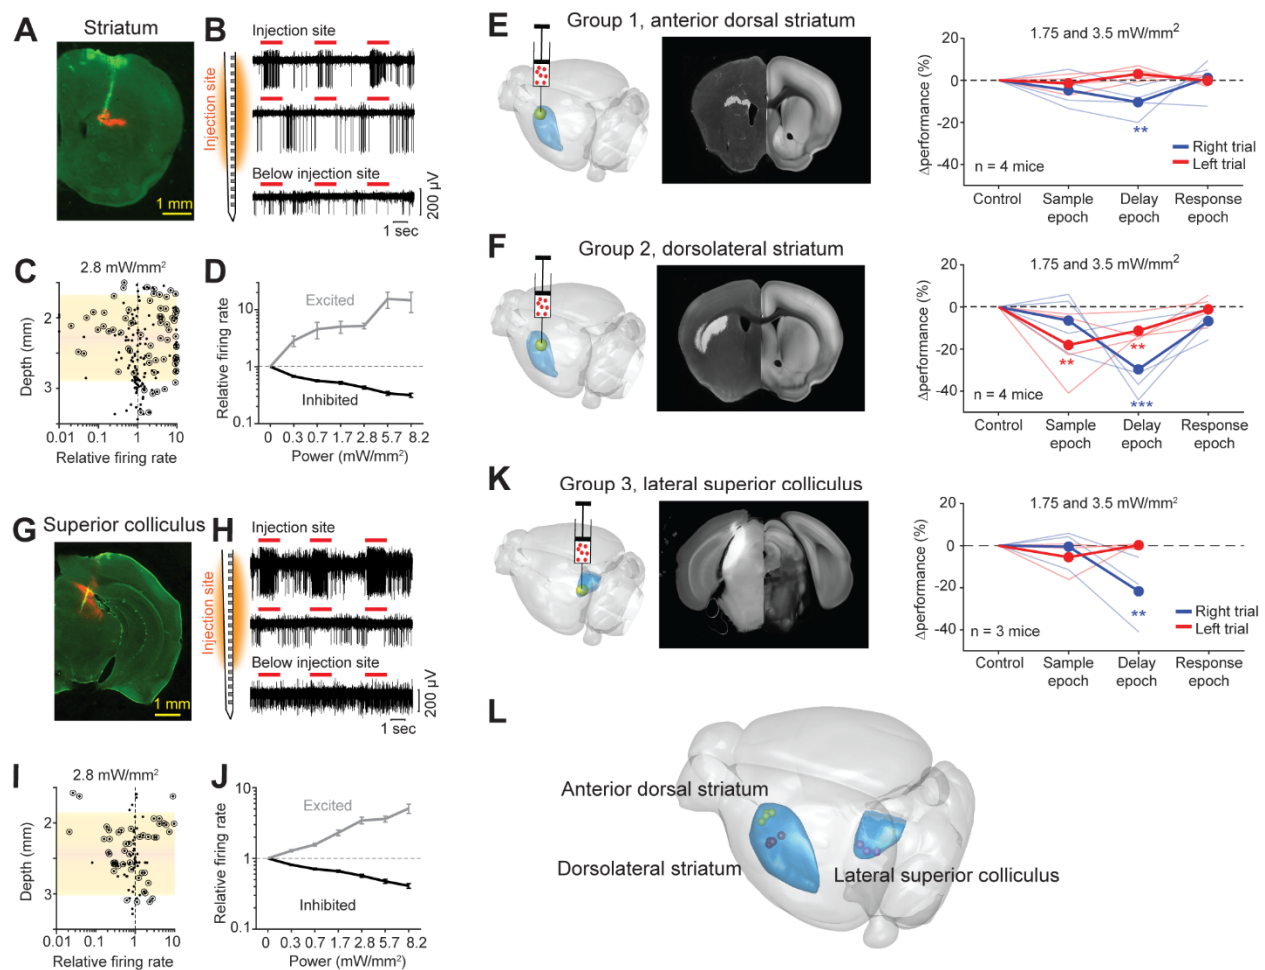 A
Striatum
1 mm
B
Injection site
Injection site
Below injection site
200 µV
1 sec
C
2.8 mW/mm²
Depth (mm)
2
3
0.01 0.1 1 10
Relative firing rate
D
Relative firing rate
10
1
0.1
Excited
Inhibited
0 0.3 0.7 1.7 2.8 5.7 8.2
Power (mW/mm²)
E
Group 1, anterior dorsal striatum
1.75 and 3.5 mW/mm²
Δperformance (%)
20
0
-20
-40
**
Right trial
Left trial
n = 4 mice
Control Sample epoch Delay epoch Response epoch
F
Group 2, dorsolateral striatum
1.75 and 3.5 mW/mm²
Δperformance (%)
20
0
-20
-40
**
**
***
n = 4 mice
Control Sample epoch Delay epoch Response epoch
G
Superior colliculus
1 mm
H
Injection site
Injection site
Below injection site
200 µV
1 sec
I
2.8 mW/mm²
Depth (mm)
2
3
0.01 0.1 1 10
Relative firing rate
J
Relative firing rate
10
1
0.1
Excited
Inhibited
0 0.3 0.7 1.7 2.8 5.7 8.2
Power (mW/mm²)
K
Group 3, lateral superior colliculus
1.75 and 3.5 mW/mm²
Δperformance (%)
20
0
-20
-40
**
Right trial
Left trial
n = 3 mice
Control Sample epoch Delay epoch Response epoch
L
Anterior dorsal striatum
Dorsolateral striatum
Lateral superior colliculus